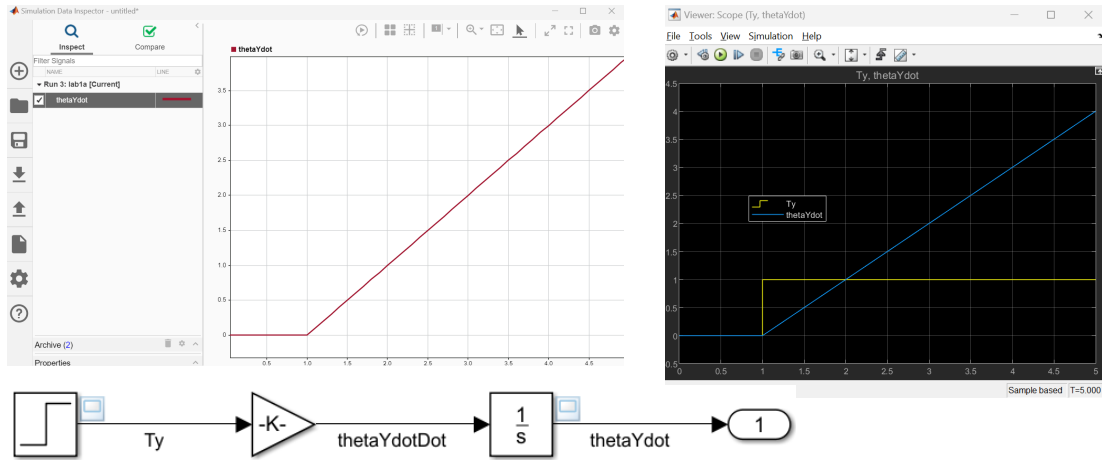 Simulation Data Inspector - untitled*
Inspect
Compare
Filter Signals
NAME
LINE
Run 3: lab1a [Current]
thetaYdot
Archive (2)
Properties
thetaYdot
3.5
3.0
2.5
2.0
1.5
1.0
0.5
0
0.5 1.0 1.5 2.0 2.5 3.0 3.5 4.0 4.5
Viewer: Scope (Ty, thetaYdot)
File Tools View Simulation Help
Ty, thetaYdot
4.5
4
3.5
3
2.5
2
1.5
1
0.5
0
0.5
Ty
thetaYdot
0 0.5 1 1.5 2 2.5 3 3.5 4 4.5 5
Sample based T=5.000
Ty
-K-
thetaYdotDot
1
s
thetaYdot
1